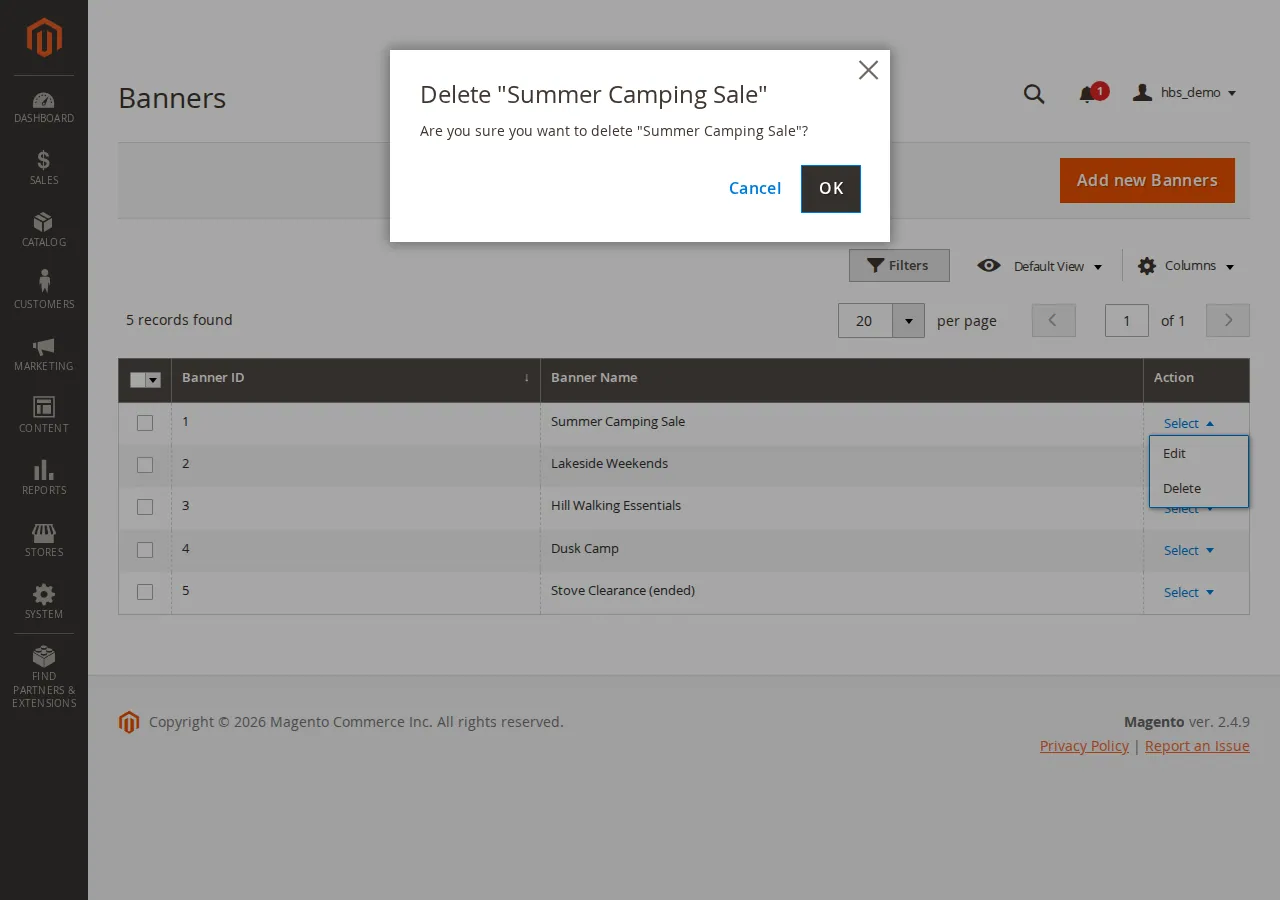 Delete "Summer Camping Sale"
Are you sure you want to delete "Summer Camping Sale"?
Cancel
OK
DASHBOARD
SALES
CATALOG
CUSTOMERS
MARKETING
CONTENT
REPORTS
STORES
SYSTEM
FIND
PARTNERS &
EXTENSIONS
Banners
1
hbs_demo
Add new Banners
Filters
Default View
Columns
5 records found
20
per page
1
of 1
Banner ID ↓ Banner Name Action
1 Summer Camping Sale Select
Edit
Delete
2 Lakeside Weekends
3 Hill Walking Essentials Select
4 Dusk Camp Select
5 Stove Clearance (ended) Select
Copyright © 2026 Magento Commerce Inc. All rights reserved.
Magento ver. 2.4.9
Privacy Policy | Report an Issue